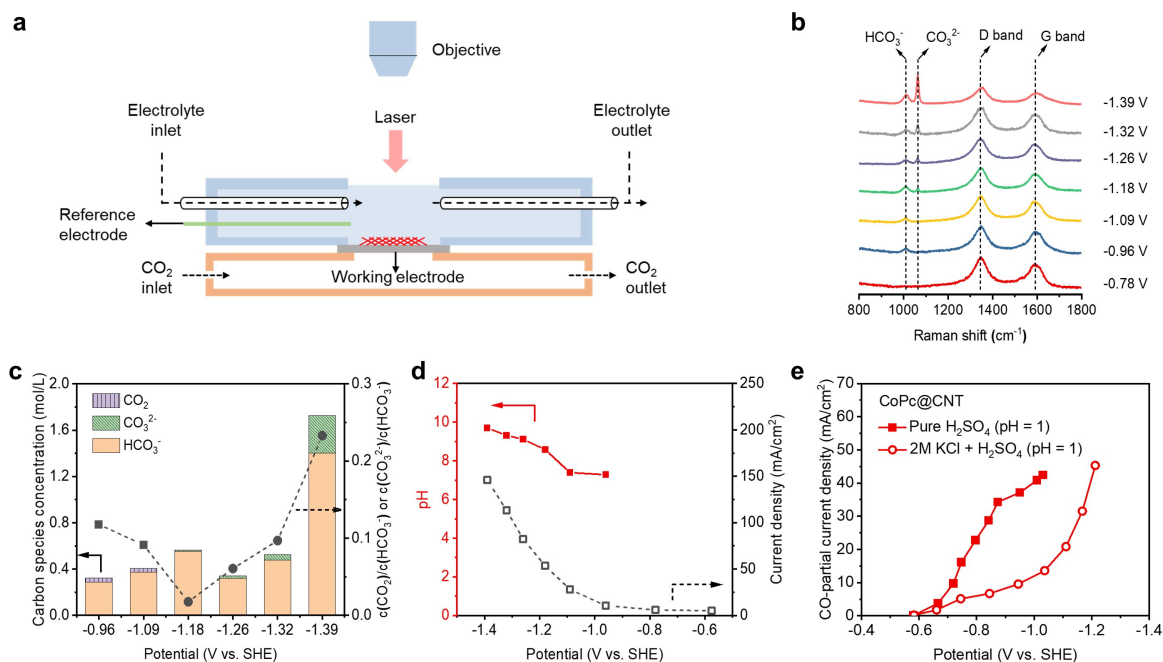 a
Objective
Electrolyte
inlet
Laser
Electrolyte
outlet
Reference
electrode
CO₂
inlet
Working electrode
CO₂
outlet
b
HCO₃⁻
CO₃²⁻
D band
G band
-1.39 V
-1.32 V
-1.26 V
-1.18 V
-1.09 V
-0.96 V
-0.78 V
800 1000 1200 1400 1600 1800
Raman shift (cm⁻¹)
c
Carbon species concentration (mol/L)
2.0
1.6
1.2
0.8
0.4
0.0
CO₂
CO₃²⁻
HCO₃⁻
0.3
0.2
0.1
0.0
c(CO₂)/c(HCO₃⁻) or c(CO₃²⁻)/c(HCO₃⁻)
-0.96 -1.09 -1.18 -1.26 -1.32 -1.39
Potential (V vs. SHE)
d
pH
12
10
8
6
4
2
0
250
200
150
100
50
0
Current density (mA/cm²)
-1.4 -1.2 -1.0 -0.8 -0.6
Potential (V vs. SHE)
e
CO-partial current density (mA/cm²)
70
60
50
40
30
20
10
0
CoPc@CNT
Pure H₂SO₄ (pH = 1)
2M KCl + H₂SO₄ (pH = 1)
-0.4 -0.6 -0.8 -1.0 -1.2 -1.4
Potential (V vs. SHE)